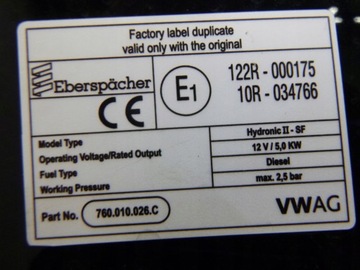 Factory label duplicate
valid only with the original
Eberspächer
CE
E1
122R - 000175
10R - 034766
Model Type
Hydronic II - SF
Operating Voltage/Rated Output
12 V / 5,0 KW
Fuel Type
Diesel
Working Pressure
max. 2,5 bar
Part No.
760.010.026.C
VWAG